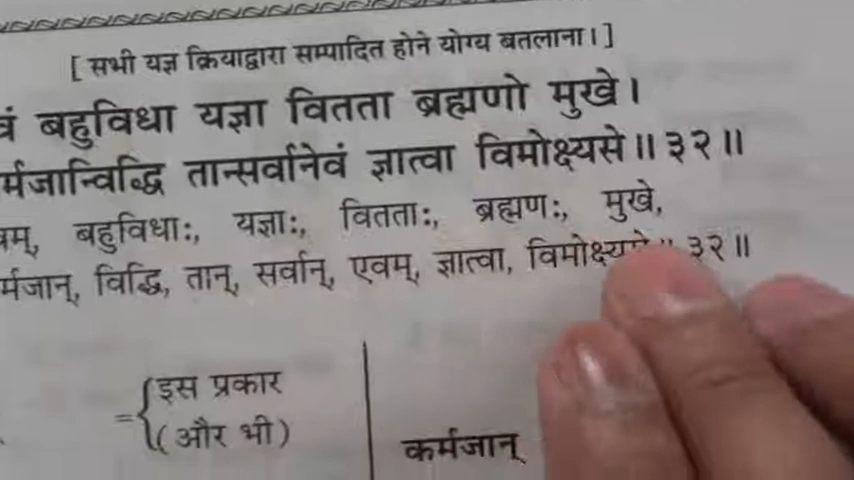 [ सभी यज्ञ क्रियाद्वारा सम्पादित होने योग्य बतलाना। ]
वं बहुविधा यज्ञा वितता ब्रह्मणो मुखे।
र्मजान्विद्धि तान्सर्वानेवं ज्ञात्वा विमोक्ष्यसे॥ ३२॥
वम्, बहुविधाः, यज्ञाः, वितताः, ब्रह्मणः, मुखे,
र्मजान्, विद्धि, तान्, सर्वान्, एवम्, ज्ञात्वा, ३२॥
={इस प्रकार
(और भी)
कर्मजान्